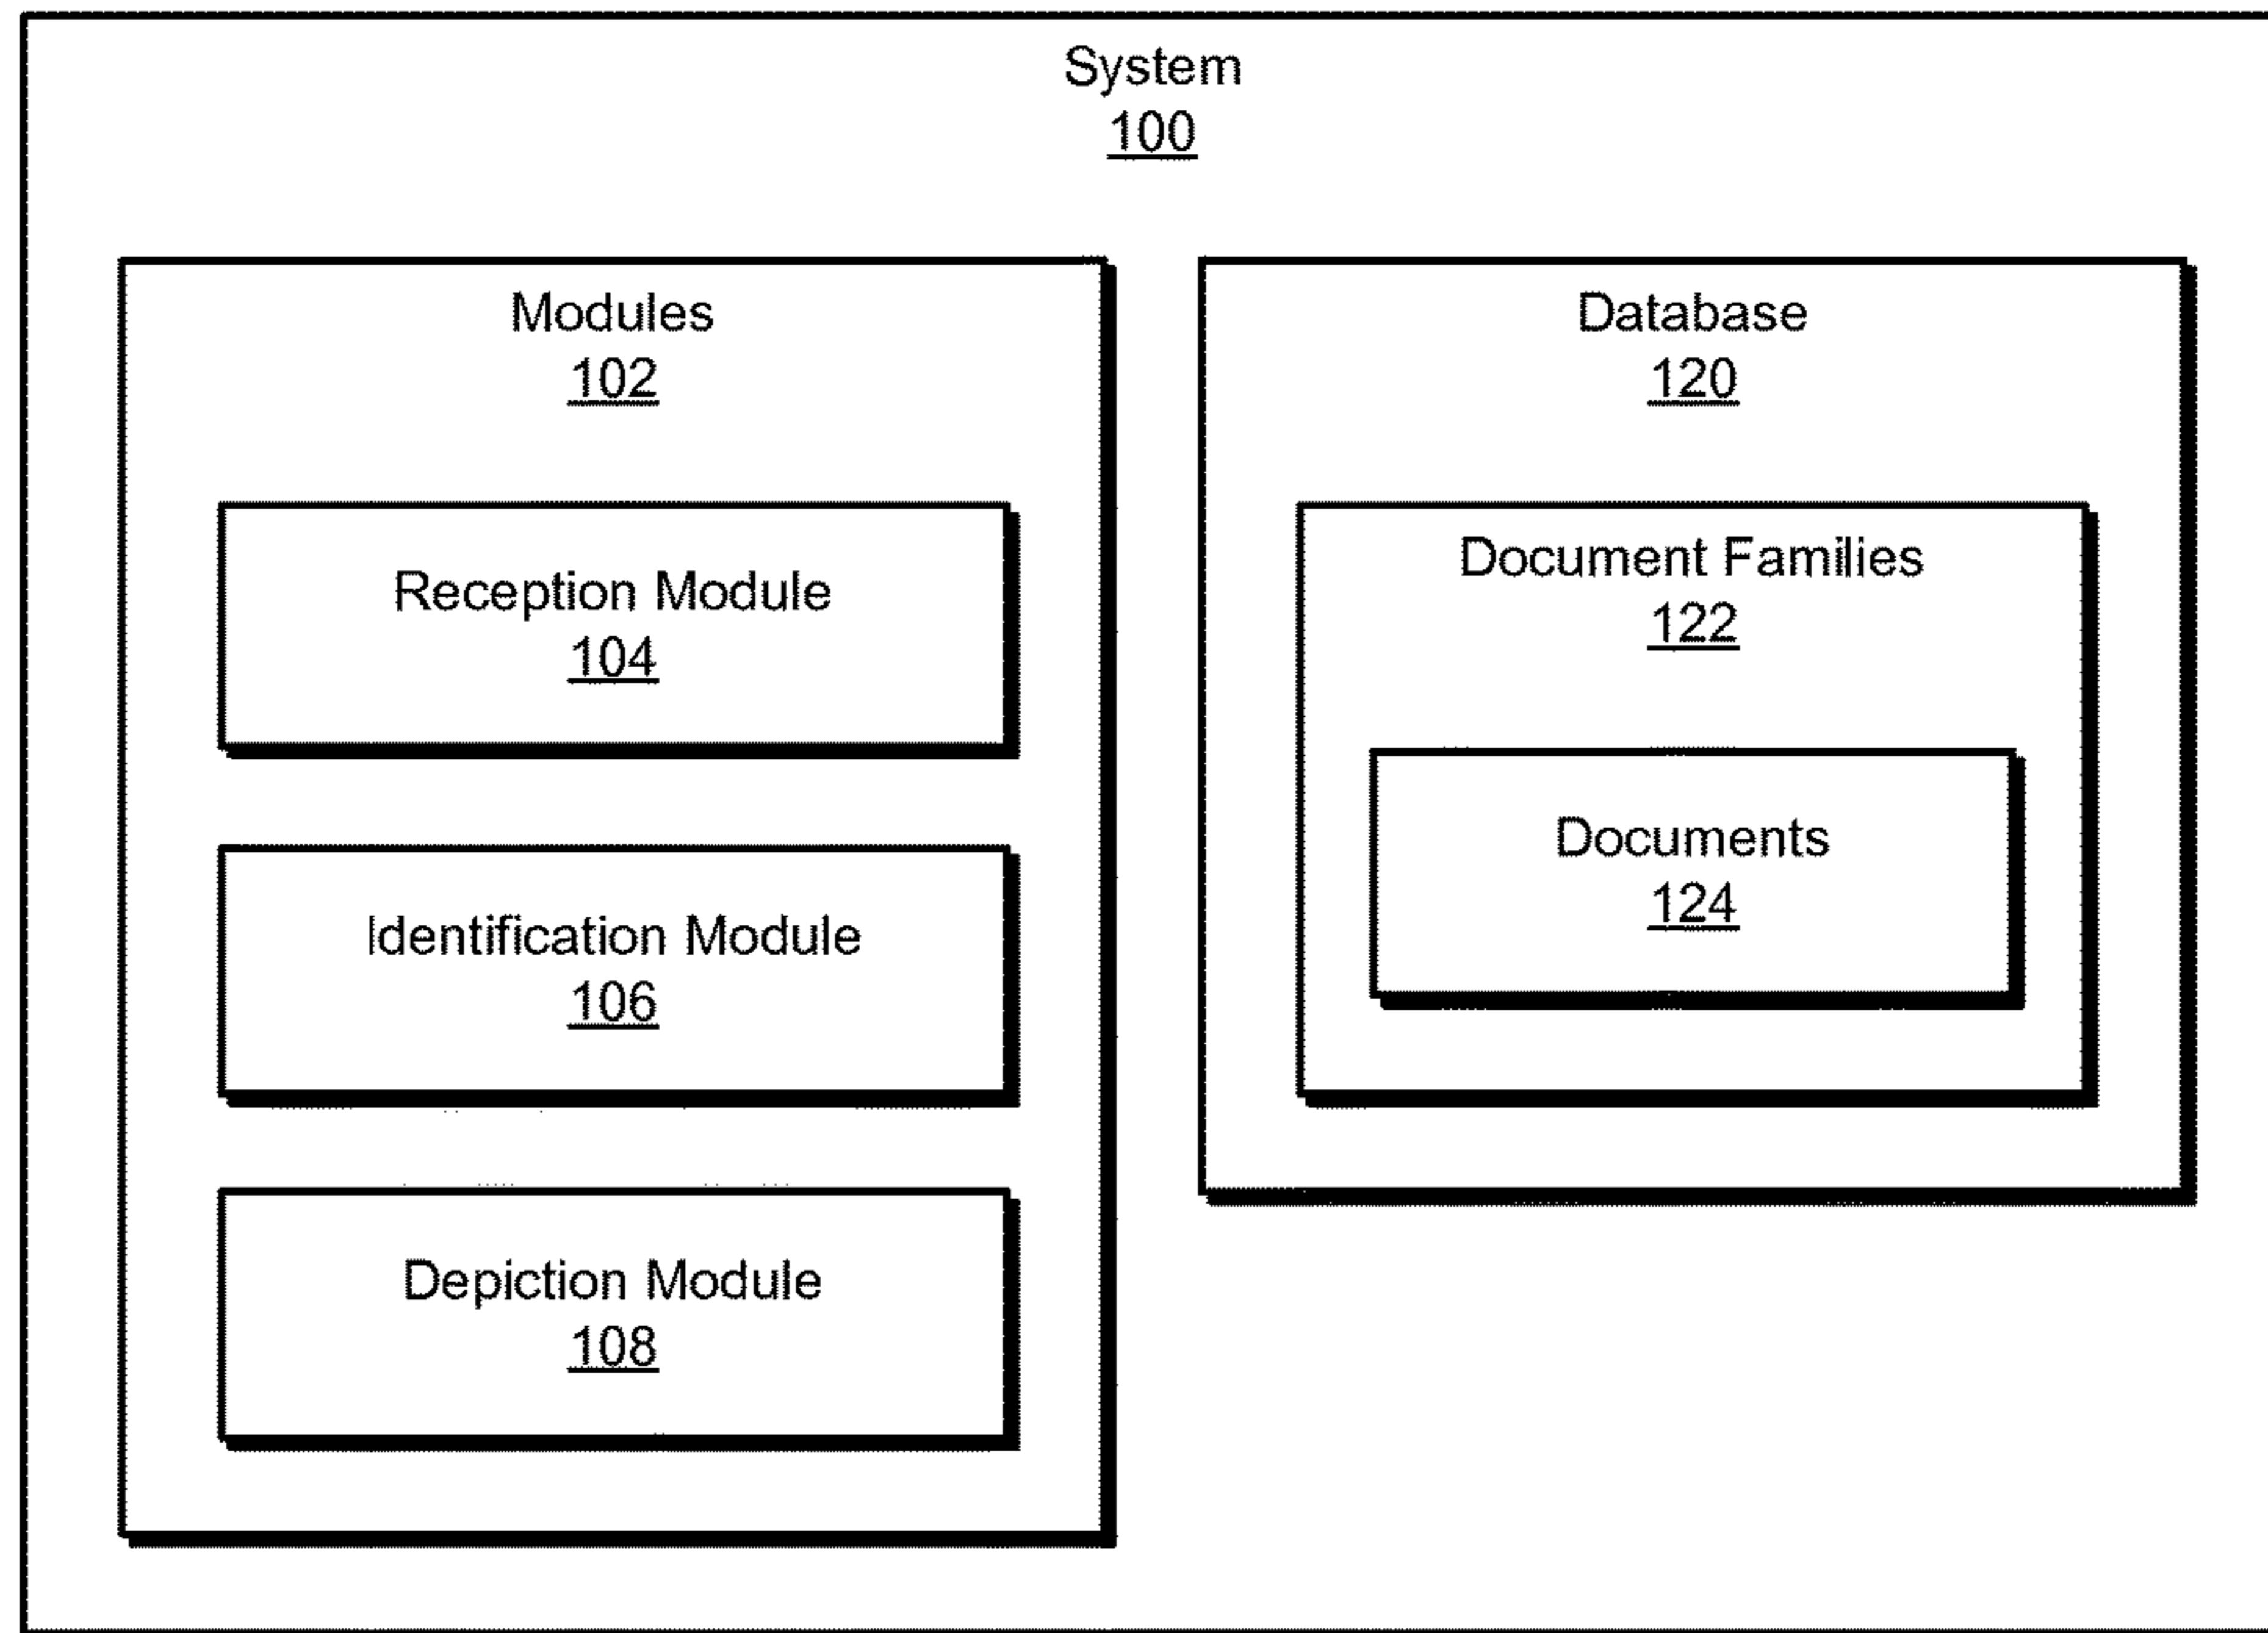 System
100
Modules
102
Reception Module
104
Identification Module
106
Depiction Module
108
Database
120
Document Families
122
Documents
124